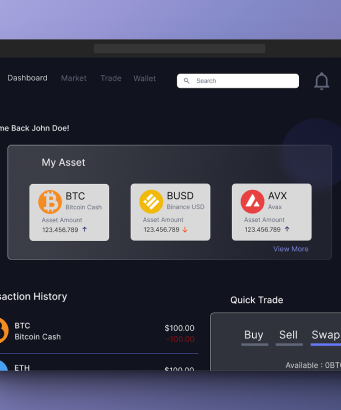 Dashboard Market Trade Wallet Search
me Back John Doe!
My Asset
BTC
Bitcoin Cash
Asset Amount
123.456.789 ↑
BUSD
Binance USD
Asset Amount
123.456.789 ↓
AVX
Avax
Asset Amount
123.456.789 ↑
View More
saction History
BTC
Bitcoin Cash
$100.00
-100.00
ETH
$100.00
Quick Trade
Buy Sell Swap
Available : 0BTC